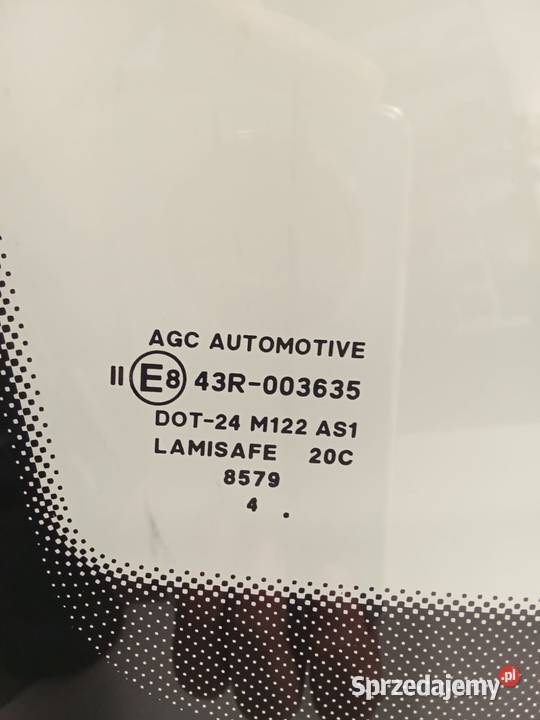 AGC AUTOMOTIVE
II E8 43R-003635
DOT-24 M122 AS1
LAMISAFE 20C
8579
4 .
Sprzedajemy.pl